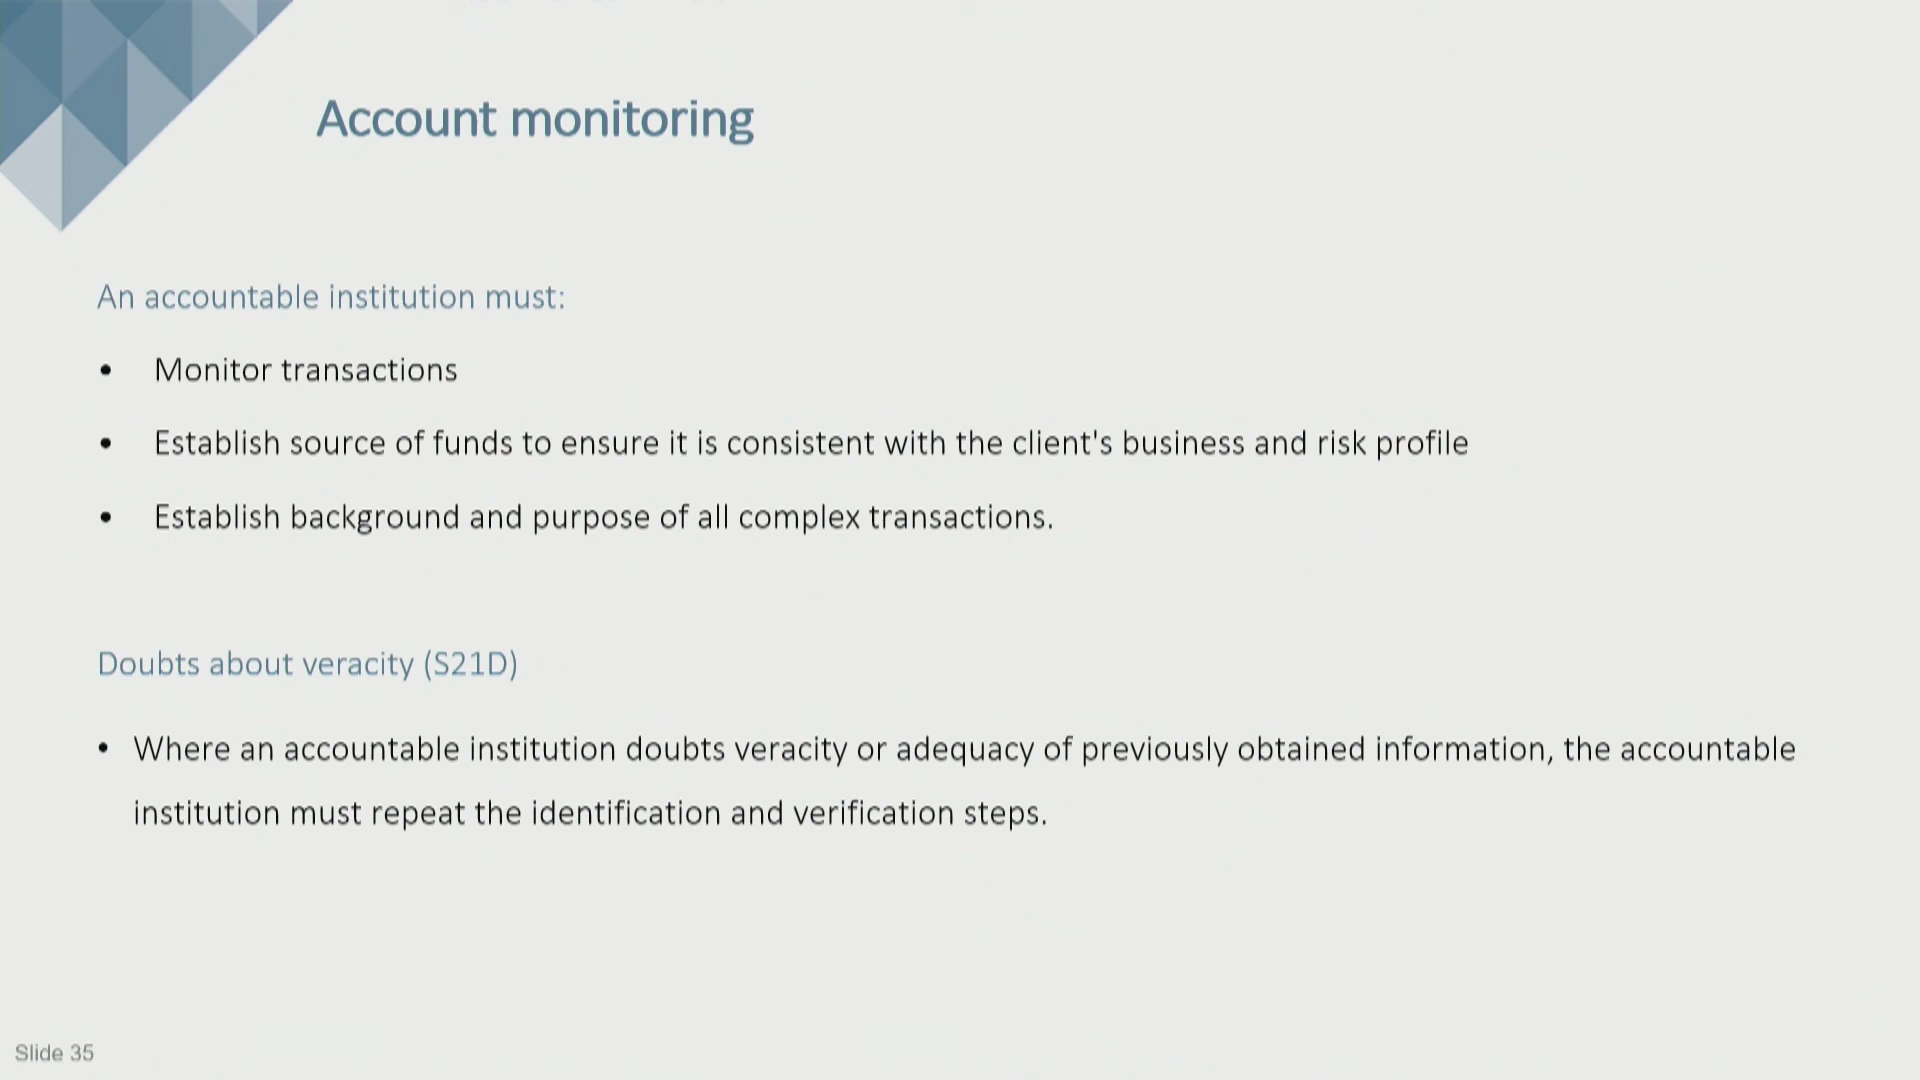 Account monitoring
An accountable institution must:
• Monitor transactions
• Establish source of funds to ensure it is consistent with the client's business and risk profile
• Establish background and purpose of all complex transactions.
Doubts about veracity (S21D)
• Where an accountable institution doubts veracity or adequacy of previously obtained information, the accountable
institution must repeat the identification and verification steps.
Slide 35